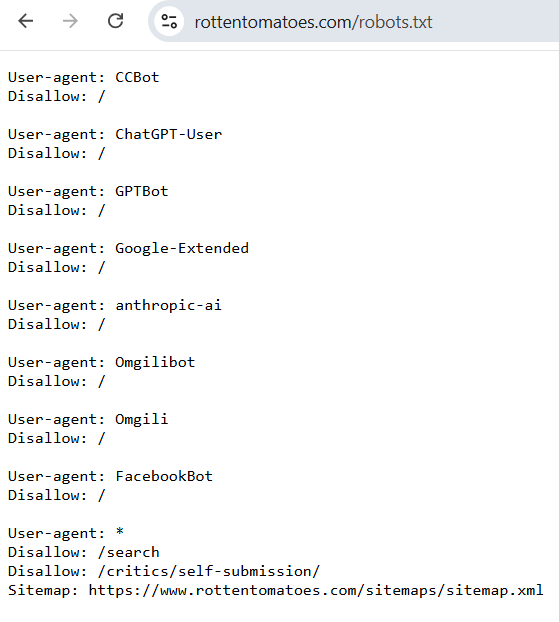 rottentomatoes.com/robots.txt
User-agent: CCBot
Disallow: /
User-agent: ChatGPT-User
Disallow: /
User-agent: GPTBot
Disallow: /
User-agent: Google-Extended
Disallow: /
User-agent: anthropic-ai
Disallow: /
User-agent: Omgilibot
Disallow: /
User-agent: Omgili
Disallow: /
User-agent: FacebookBot
Disallow: /
User-agent: *
Disallow: /search
Disallow: /critics/self-submission/
Sitemap: https://www.rottentomatoes.com/sitemaps/sitemap.xml